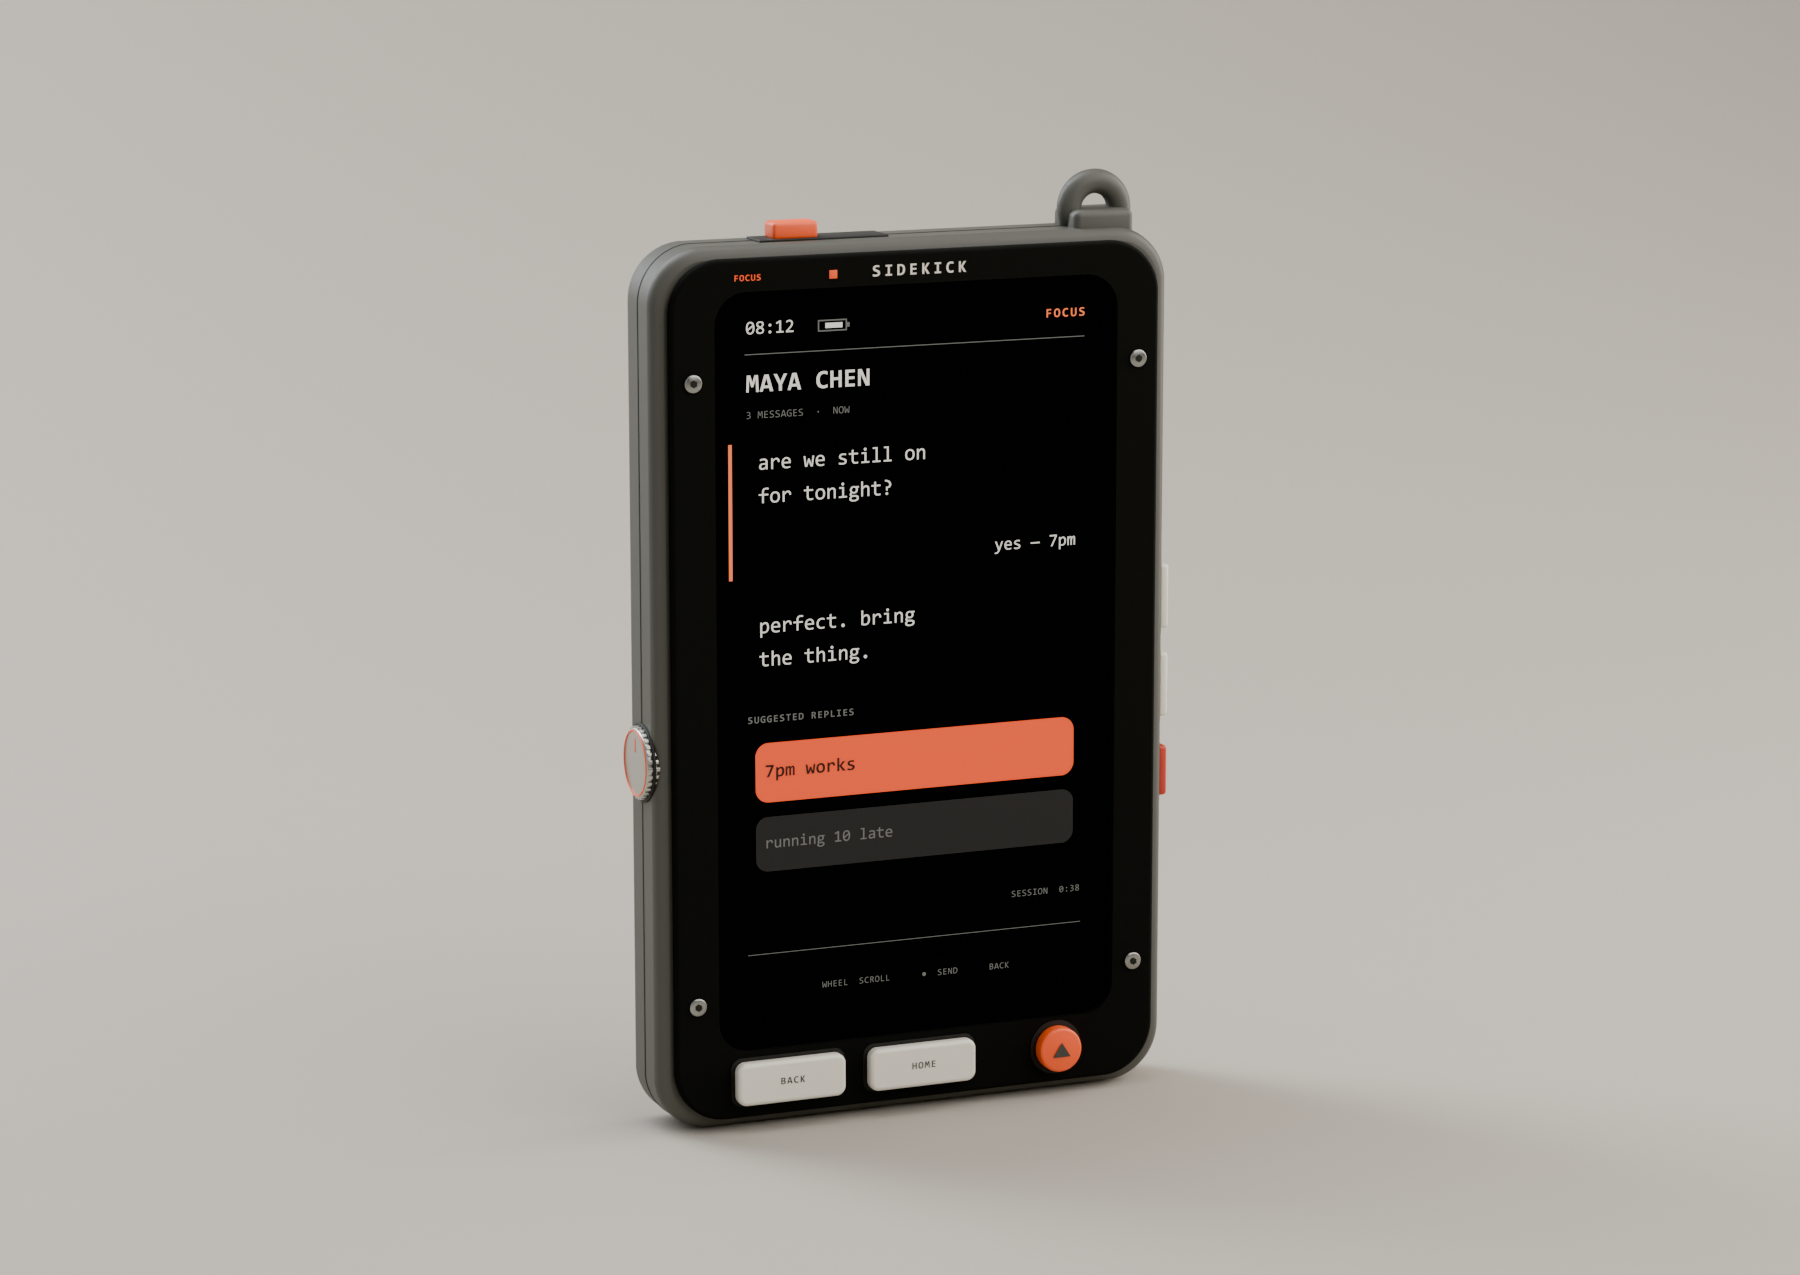 FOCUS
SIDEKICK
08:12
FOCUS
MAYA CHEN
3 MESSAGES · NOW
are we still on
for tonight?
yes — 7pm
perfect. bring
the thing.
SUGGESTED REPLIES
7pm works
running 10 late
SESSION 0:38
WHEEL SCROLL • SEND BACK
BACK
HOME